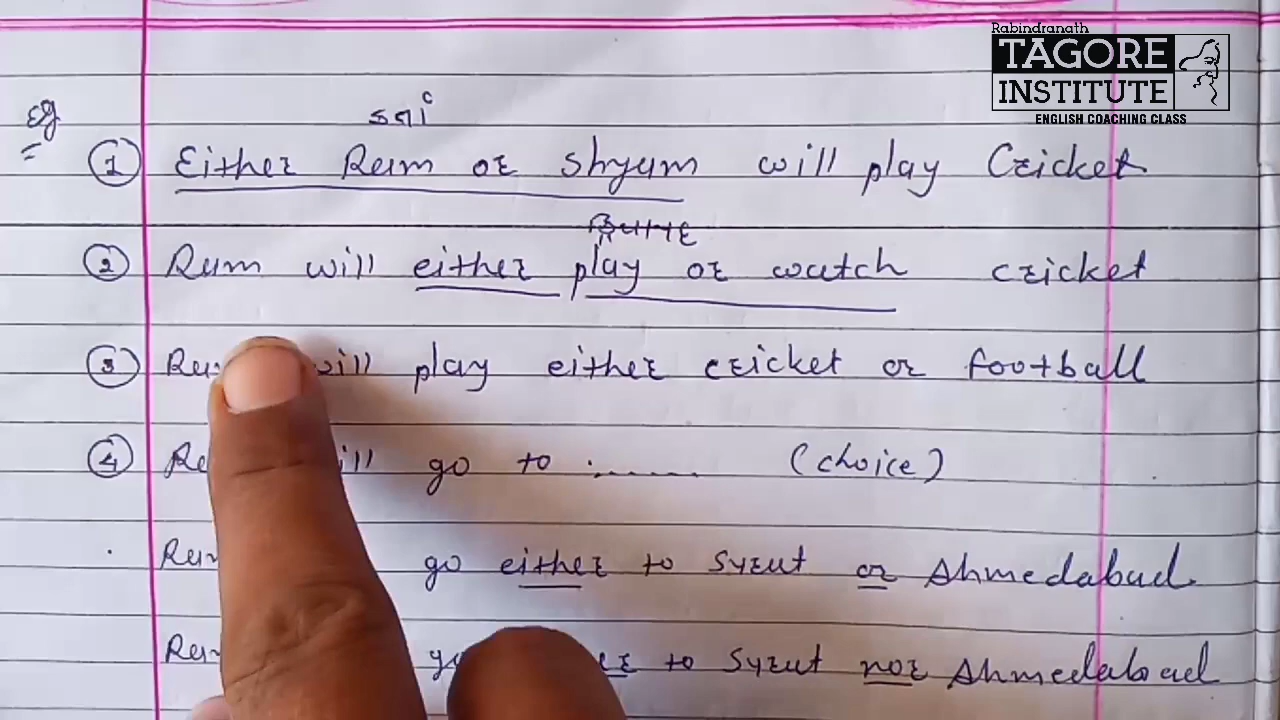 Rabindranath
TAGORE
INSTITUTE
ENGLISH COACHING CLASS
eg
કર્તા
① Either Ram or Shyam will play Cricket
② Ram will either play or watch cricket
③ will play either cricket or football
④ go to ........ (choice)
go either to Surat or Ahmedabad.
to Surat nor Ahmedabad